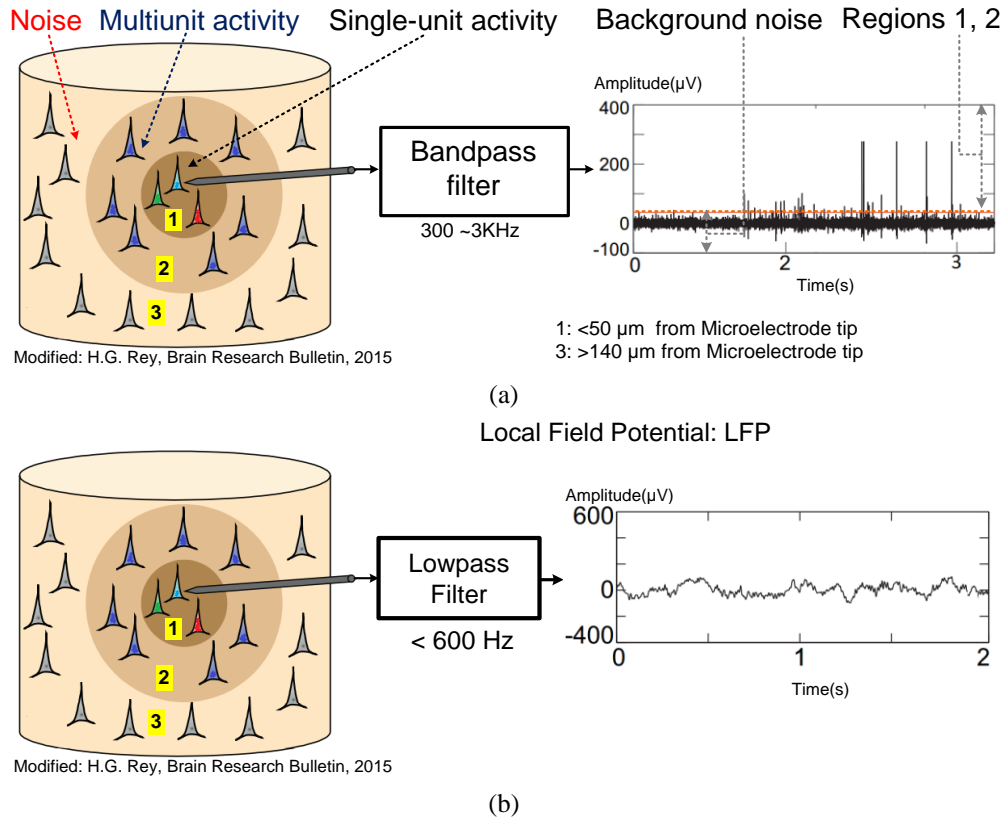 Noise Multiunit activity Single-unit activity Background noise Regions 1, 2
Amplitude(µV)
400
200
0
-100
0 2 3
Time(s)
Bandpass
filter
300 ~3KHz
1
2
3
1: <50 µm from Microelectrode tip
3: >140 µm from Microelectrode tip
Modified: H.G. Rey, Brain Research Bulletin, 2015
(a)
Local Field Potential: LFP
Amplitude(µV)
600
0
-400
0 1 2
Time(s)
Lowpass
Filter
< 600 Hz
1
2
3
Modified: H.G. Rey, Brain Research Bulletin, 2015
(b)